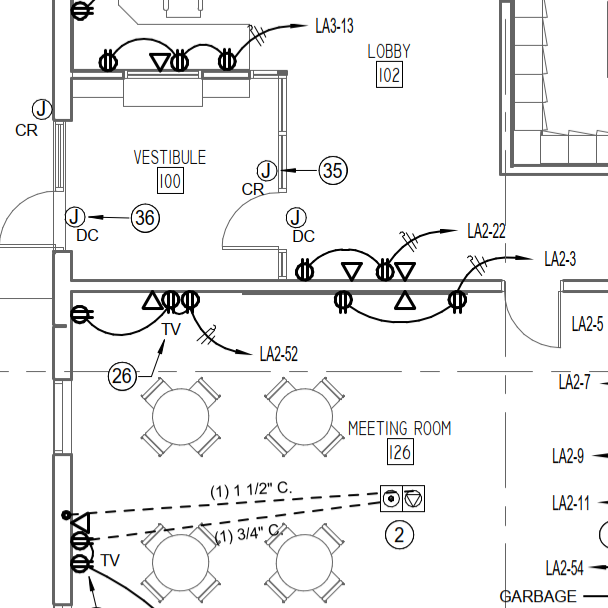 LA3-13
LOBBY
102
J
CR
VESTIBULE
100
J
35
CR
J
36
DC
J
DC
LA2-22
LA2-3
TV
LA2-52
LA2-5
26
LA2-7
MEETING ROOM
126
LA2-9
(1) 1 1/2" C.
LA2-11
(1) 3/4" C.
2
TV
LA2-54
GARBAGE